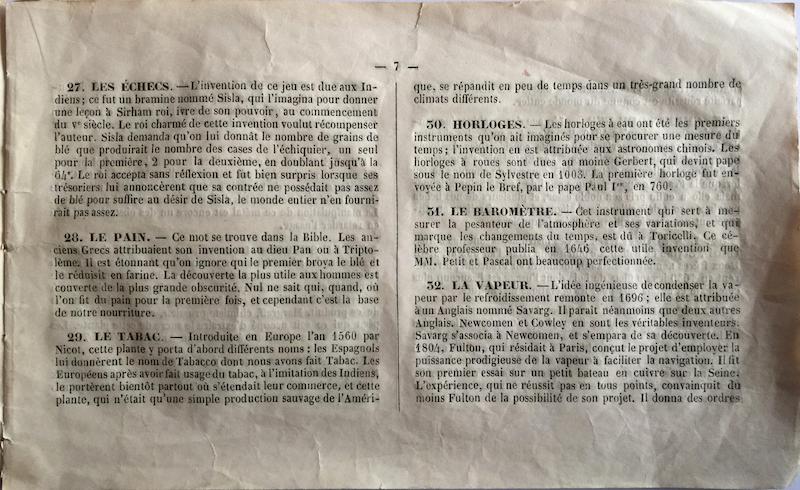 — 7 —
27. LES ÉCHECS. — L'invention de ce jeu est due aux In-
diens ; ce fut un bramine nommé Sisla, qui l'imagina pour donner
une leçon à Sirham roi, ivre de son pouvoir, au commencement
du Vᵉ siècle. Le roi charmé de cette invention voulut récompenser
l'auteur. Sisla demanda qu'on lui donnât le nombre de grains de
blé que produirait le nombre des cases de l'échiquier, un seul
pour la première, 2 pour la deuxième, en doublant jusqu'à la
64ᵉ. Le roi accepta sans réflexion et fut bien surpris lorsque ses
trésoriers lui annoncèrent que sa contrée ne possédait pas assez
de blé pour suffire au désir de Sisla, le monde entier n'en fourni-
rait pas assez.
28. LE PAIN. — Ce mot se trouve dans la Bible. Les an-
ciens Grecs attribuaient son invention au dieu Pan ou à Tripto-
lème. Il est étonnant qu'on ignore qui le premier broya le blé et
le réduisit en farine. La découverte la plus utile aux hommes est
couverte de la plus grande obscurité. Nul ne sait qui, quand, où
l'on fit du pain pour la première fois, et cependant c'est la base
de notre nourriture.
29. LE TABAC. — Introduite en Europe l'an 1560 par
Nicot, cette plante y porta d'abord différents noms : les Espagnols
lui donnèrent le nom de Tabacco dont nous avons fait Tabac. Les
Européens après avoir fait usage du tabac, à l'imitation des Indiens,
le portèrent bientôt partout où s'étendait leur commerce, et cette
plante, qui n'était qu'une simple production sauvage de l'Améri-
que, se répandit en peu de temps dans un très-grand nombre de
climats différents.
30. HORLOGES. — Les horloges à eau ont été les premiers
instruments qu'on ait imaginés pour se procurer une mesure du
temps ; l'invention en est attribuée aux astronomes chinois. Les
horloges à roues sont dues au moine Gerbert, qui devint pape
sous le nom de Sylvestre en 1003. La première horloge fut en-
voyée à Pepin le Bref, par le pape Paul Iᵉʳ, en 760.
31. LE BAROMÈTRE. — Cet instrument qui sert à me-
surer la pesanteur de l'atmosphère et ses variations, et qui
marque les changements du temps, est dû à Toricelli. Ce cé-
lèbre professeur publia en 1646 cette utile invention que
MM. Petit et Pascal ont beaucoup perfectionnée.
32. LA VAPEUR. — L'idée ingénieuse de condenser la va-
peur par le refroidissement remonte en 1696 ; elle est attribuée
à un Anglais nommé Savarg. Il paraît néanmoins que deux autres
Anglais. Newcomen et Cowley en sont les véritables inventeurs.
Savarg s'associa à Newcomen, et s'empara de sa découverte. En
1804, Fulton, qui résidait à Paris, conçut le projet d'employer la
puissance prodigieuse de la vapeur à faciliter la navigation. Il fit
son premier essai sur un petit bateau en cuivre sur la Seine.
L'expérience, qui ne réussit pas en tous points, convainquit du
moins Fulton de la possibilité de son projet. Il donna des ordres